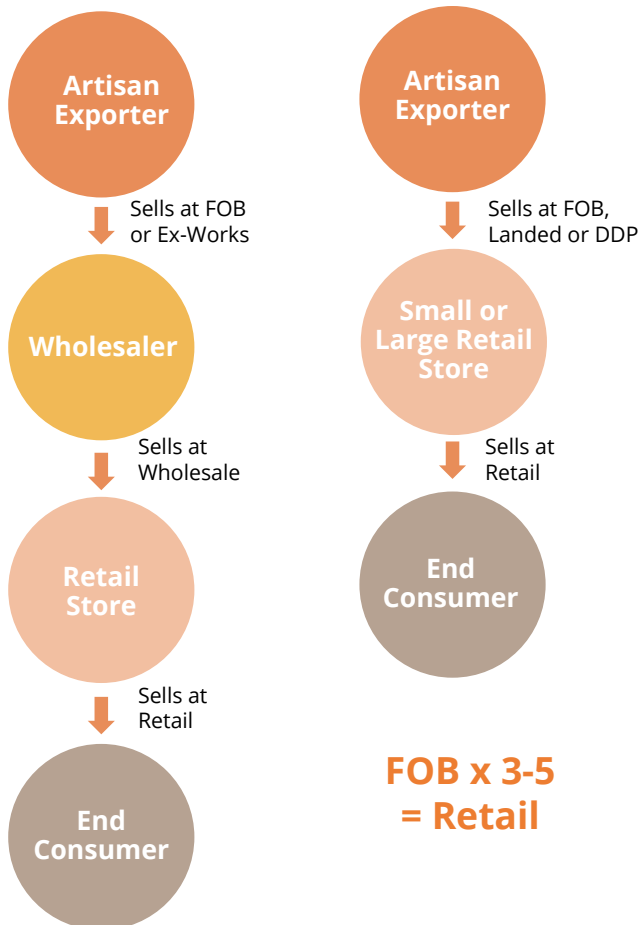 Artisan
Exporter
Sells at FOB
or Ex-Works
Wholesaler
Sells at
Wholesale
Retail
Store
Sells at
Retail
End
Consumer
Artisan
Exporter
Sells at FOB,
Landed or DDP
Small or
Large Retail
Store
Sells at
Retail
End
Consumer
FOB x 3-5
= Retail